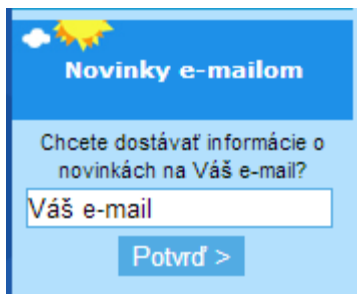 Novinky e-mailom
Chcete dostávať informácie o
novinkách na Váš e-mail?
Váš e-mail
Potvrď >